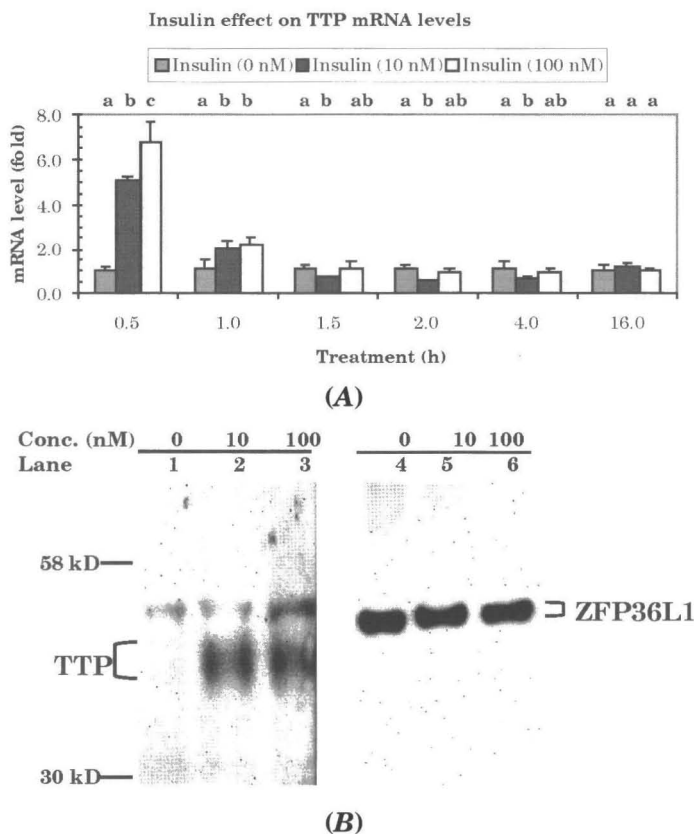 Insulin effect on TTP mRNA levels
Insulin (0 nM) Insulin (10 nM) Insulin (100 nM)
a b c a b b a b ab a b ab a b ab a a a
8.0
6.0
4.0
2.0
0.0
mRNA level (fold)
0.5 1.0 1.5 2.0 4.0 16.0
Treatment (h)
(A)
Conc. (nM) 0 10 100 0 10 100
Lane 1 2 3 4 5 6
58 kD
ZFP36L1
TTP
30 kD
(B)